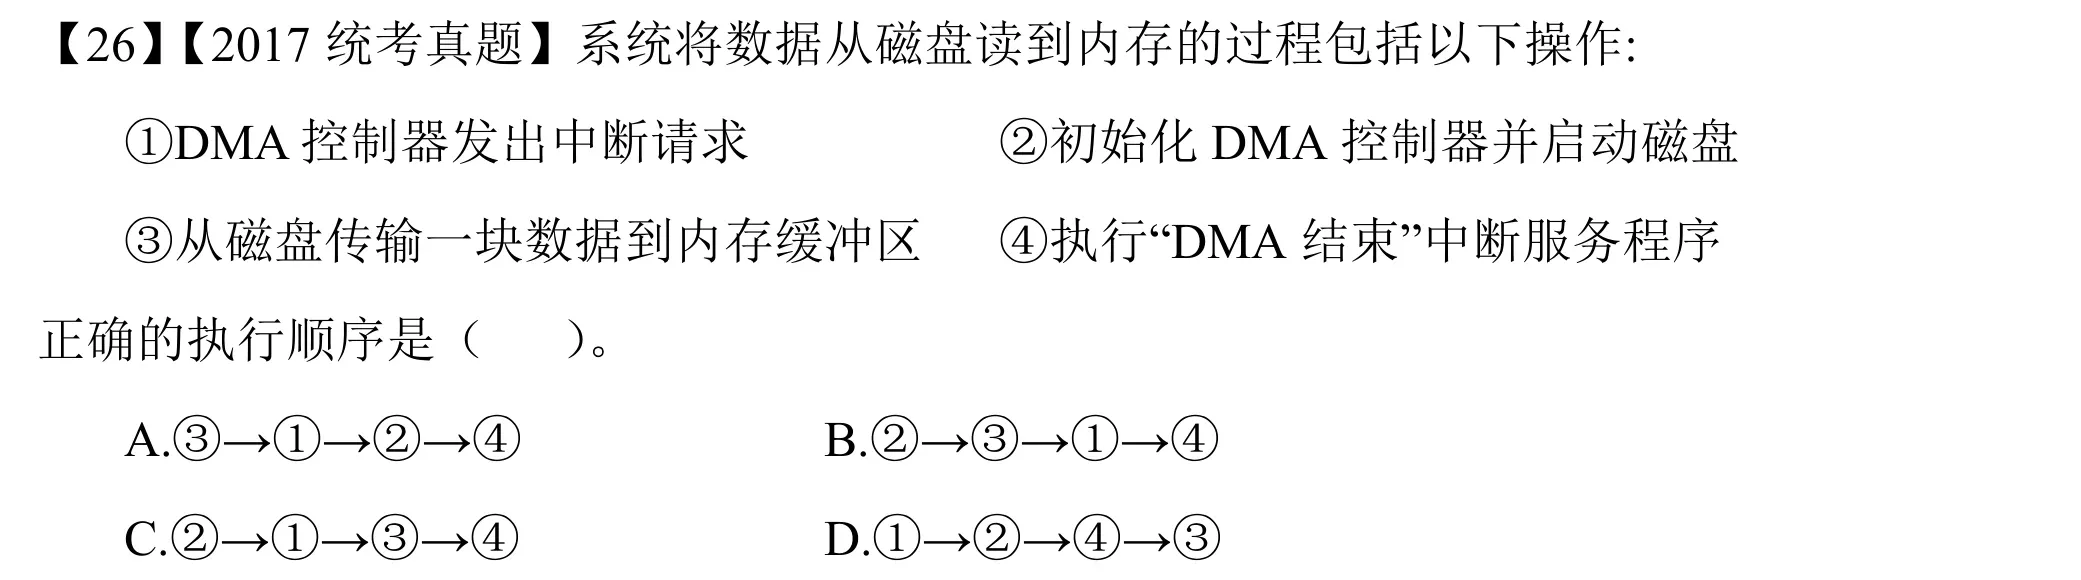 【26】【2017 统考真题】系统将数据从磁盘读到内存的过程包括以下操作:
①DMA 控制器发出中断请求 ②初始化 DMA 控制器并启动磁盘
③从磁盘传输一块数据到内存缓冲区 ④执行“DMA 结束”中断服务程序
正确的执行顺序是（ ）。
A.③→①→②→④ B.②→③→①→④
C.②→①→③→④ D.①→②→④→③